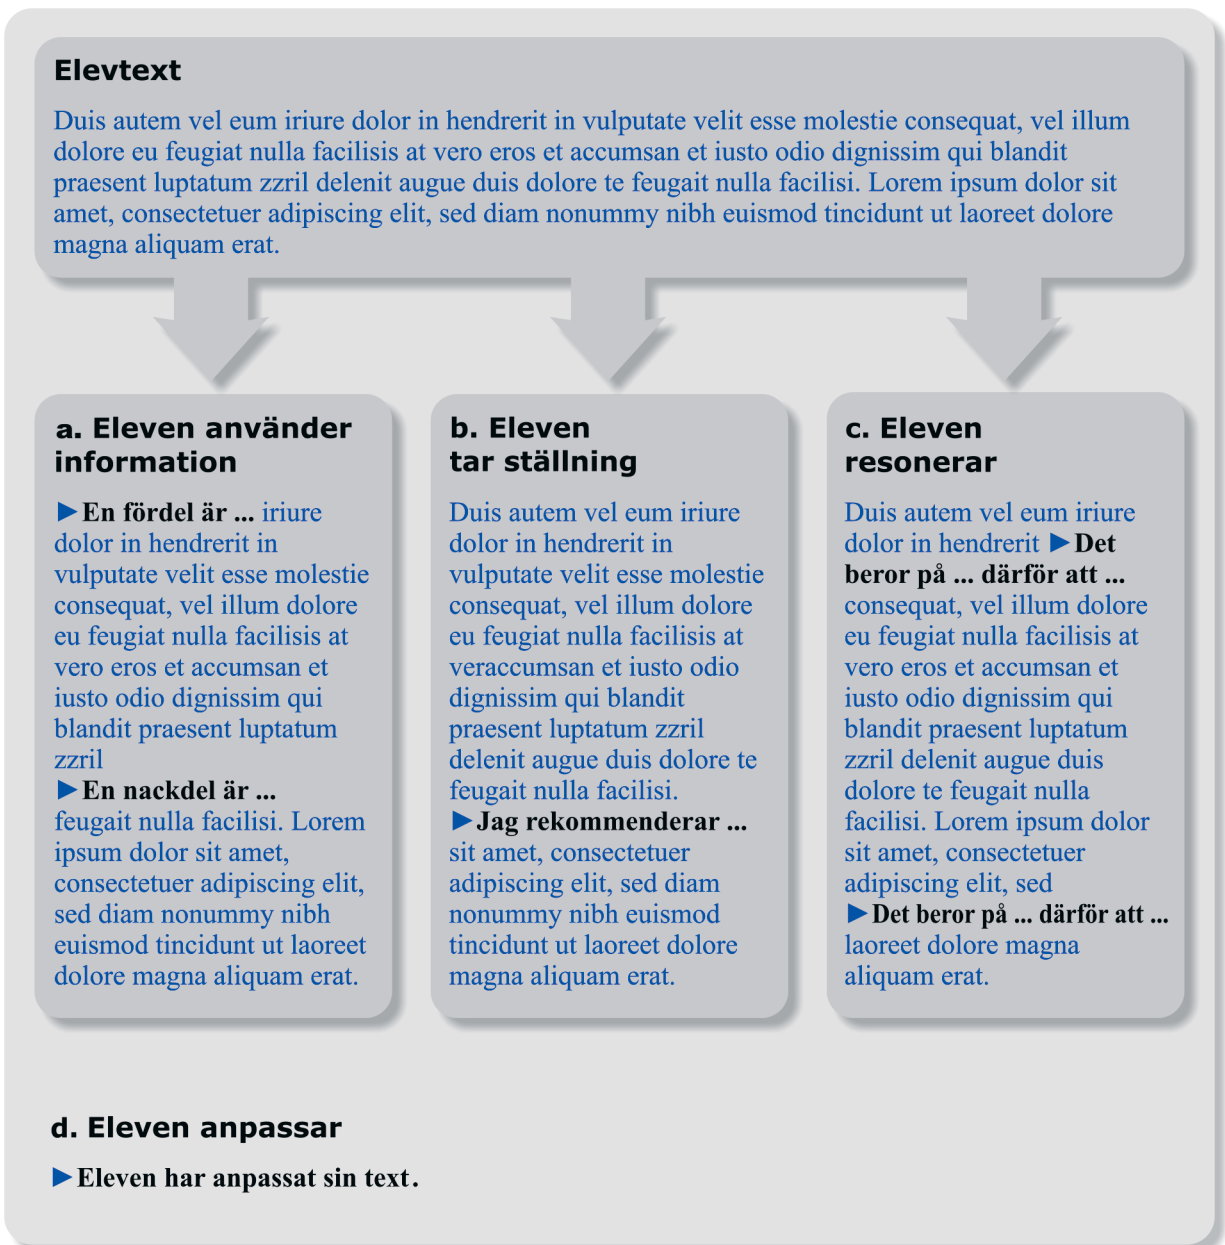 Elevtext
Duis autem vel eum iriure dolor in hendrerit in vulputate velit esse molestie consequat, vel illum
dolore eu feugiat nulla facilisis at vero eros et accumsan et iusto odio dignissim qui blandit
praesent luptatum zzril delenit augue duis dolore te feugait nulla facilisi. Lorem ipsum dolor sit
amet, consectetuer adipiscing elit, sed diam nonummy nibh euismod tincidunt ut laoreet dolore
magna aliquam erat.
a. Eleven använder
information
►En fördel är ... iriure
dolor in hendrerit in
vulputate velit esse molestie
consequat, vel illum dolore
eu feugiat nulla facilisis at
vero eros et accumsan et
iusto odio dignissim qui
blandit praesent luptatum
zzril
►En nackdel är ...
feugait nulla facilisi. Lorem
ipsum dolor sit amet,
consectetuer adipiscing elit,
sed diam nonummy nibh
euismod tincidunt ut laoreet
dolore magna aliquam erat.
b. Eleven
tar ställning
Duis autem vel eum iriure
dolor in hendrerit in
vulputate velit esse molestie
consequat, vel illum dolore
eu feugiat nulla facilisis at
veraccumsan et iusto odio
dignissim qui blandit
praesent luptatum zzril
delenit augue duis dolore te
feugait nulla facilisi.
►Jag rekommenderar ...
sit amet, consectetuer
adipiscing elit, sed diam
nonummy nibh euismod
tincidunt ut laoreet dolore
magna aliquam erat.
c. Eleven
resonerar
Duis autem vel eum iriure
dolor in hendrerit ►Det
beror på ... därför att ...
consequat, vel illum dolore
eu feugiat nulla facilisis at
vero eros et accumsan et
iusto odio dignissim qui
blandit praesent luptatum
zzril delenit augue duis
dolore te feugait nulla
facilisi. Lorem ipsum dolor
sit amet, consectetuer
adipiscing elit, sed
►Det beror på ... därför att ...
laoreet dolore magna
aliquam erat.
d. Eleven anpassar
►Eleven har anpassat sin text.